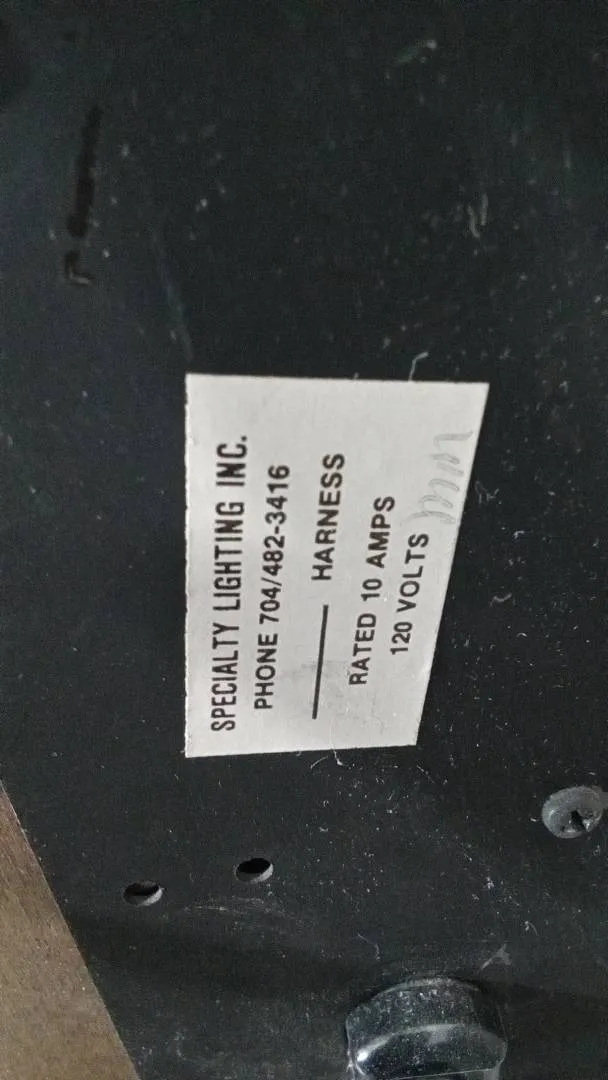 SPECIALTY LIGHTING INC.
PHONE 704/482-3416
HARNESS
RATED 10 AMPS
120 VOLTS